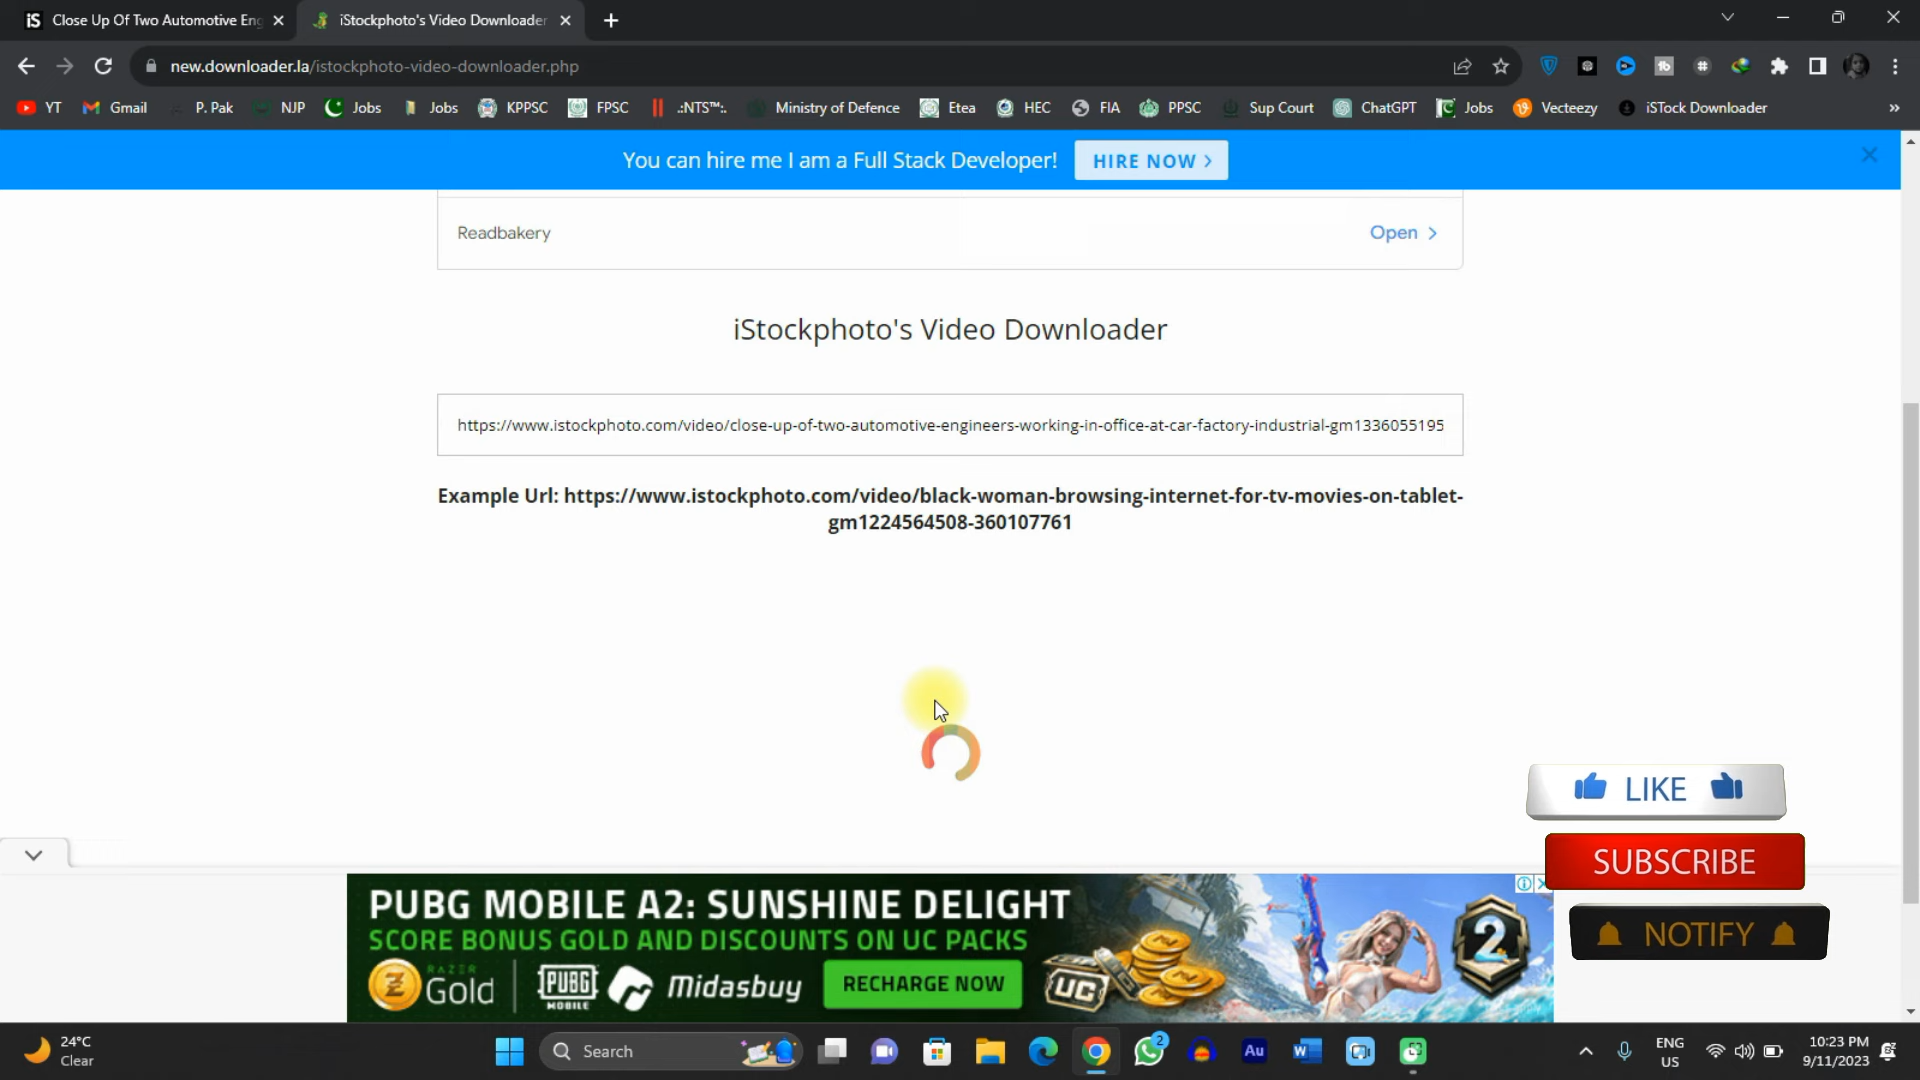 iS Close Up Of Two Automotive Eng
iStockphoto's Video Downloader
new.downloader.la/istockphoto-video-downloader.php
YT Gmail P. Pak NJP Jobs Jobs KPPSC FPSC .:NTS™:. Ministry of Defence Etea HEC FIA PPSC Sup Court ChatGPT Jobs Vecteezy iSTock Downloader »
You can hire me I am a Full Stack Developer! HIRE NOW >
Readbakery Open >
iStockphoto's Video Downloader
https://www.istockphoto.com/video/close-up-of-two-automotive-engineers-working-in-office-at-car-factory-industrial-gm1336055195
Example Url: https://www.istockphoto.com/video/black-woman-browsing-internet-for-tv-movies-on-tablet-
gm1224564508-360107761
LIKE
SUBSCRIBE
NOTIFY
PUBG MOBILE A2: SUNSHINE DELIGHT
SCORE BONUS GOLD AND DISCOUNTS ON UC PACKS
RAZER Gold PUBG MOBILE Midasbuy RECHARGE NOW UC 2
24°C
Clear
Search
2
Au
ENG
US
10:23 PM
9/11/2023